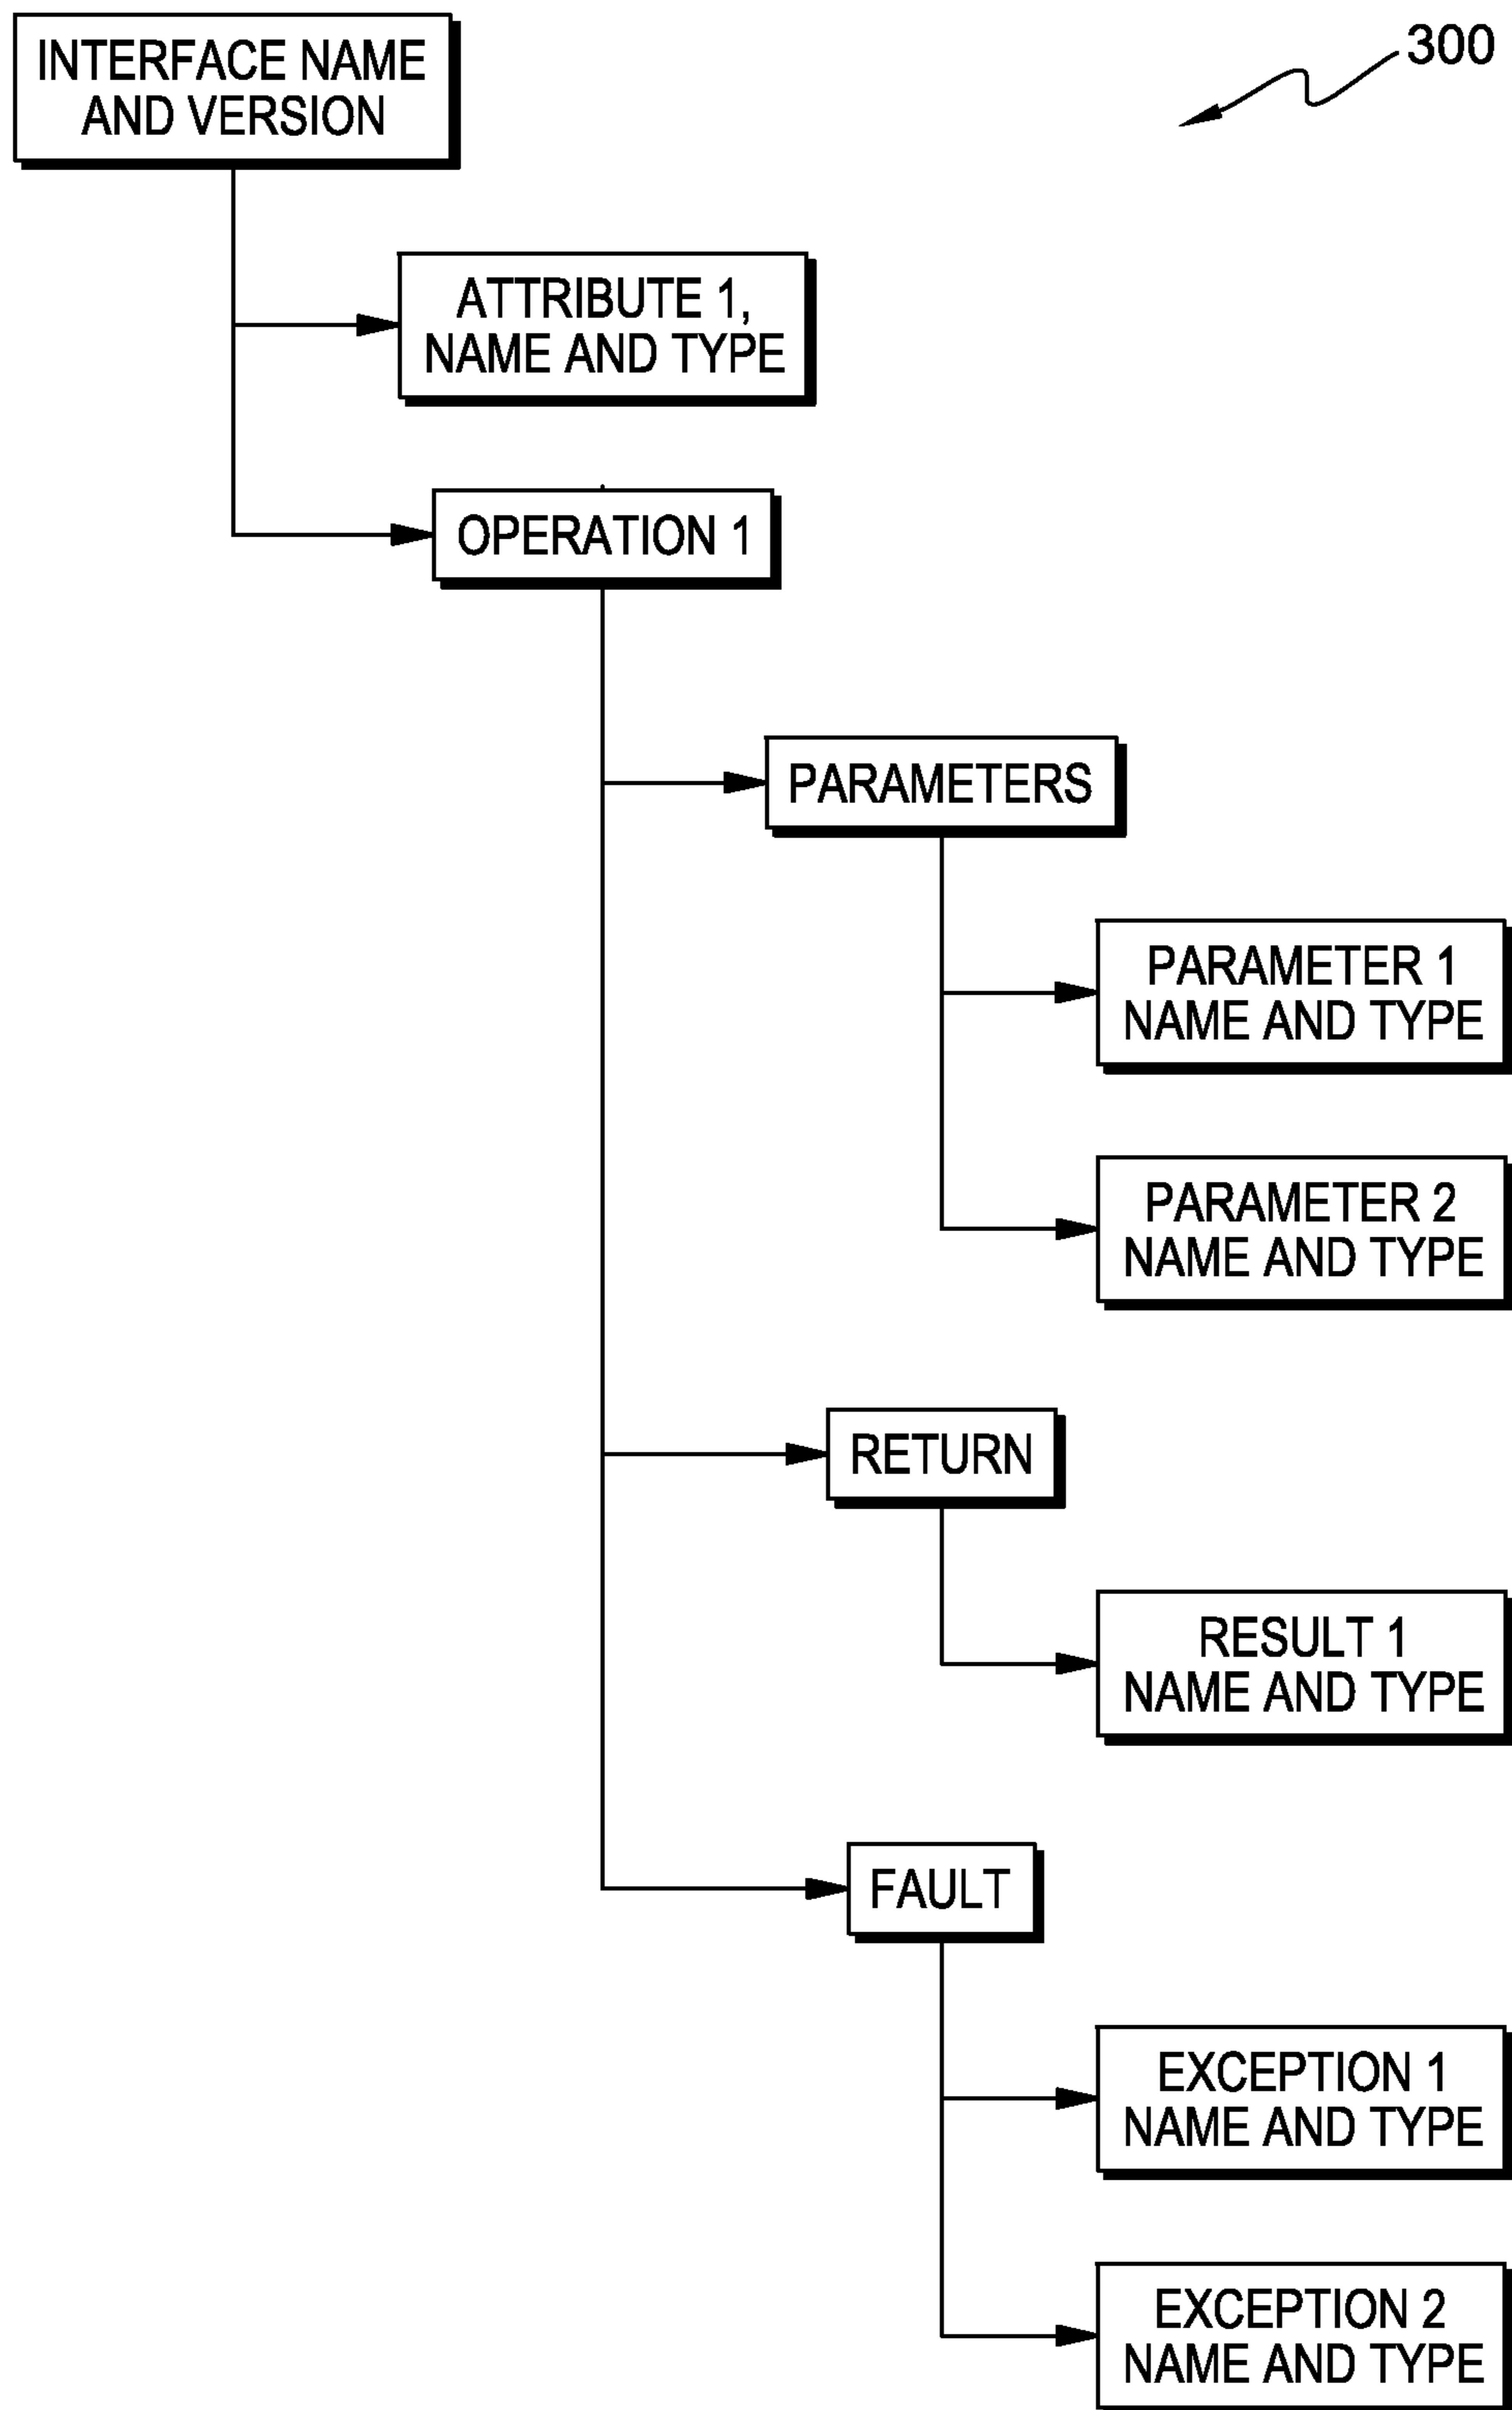 INTERFACE NAME
AND VERSION
300
ATTRIBUTE 1,
NAME AND TYPE
OPERATION 1
PARAMETERS
PARAMETER 1
NAME AND TYPE
PARAMETER 2
NAME AND TYPE
RETURN
RESULT 1
NAME AND TYPE
FAULT
EXCEPTION 1
NAME AND TYPE
EXCEPTION 2
NAME AND TYPE